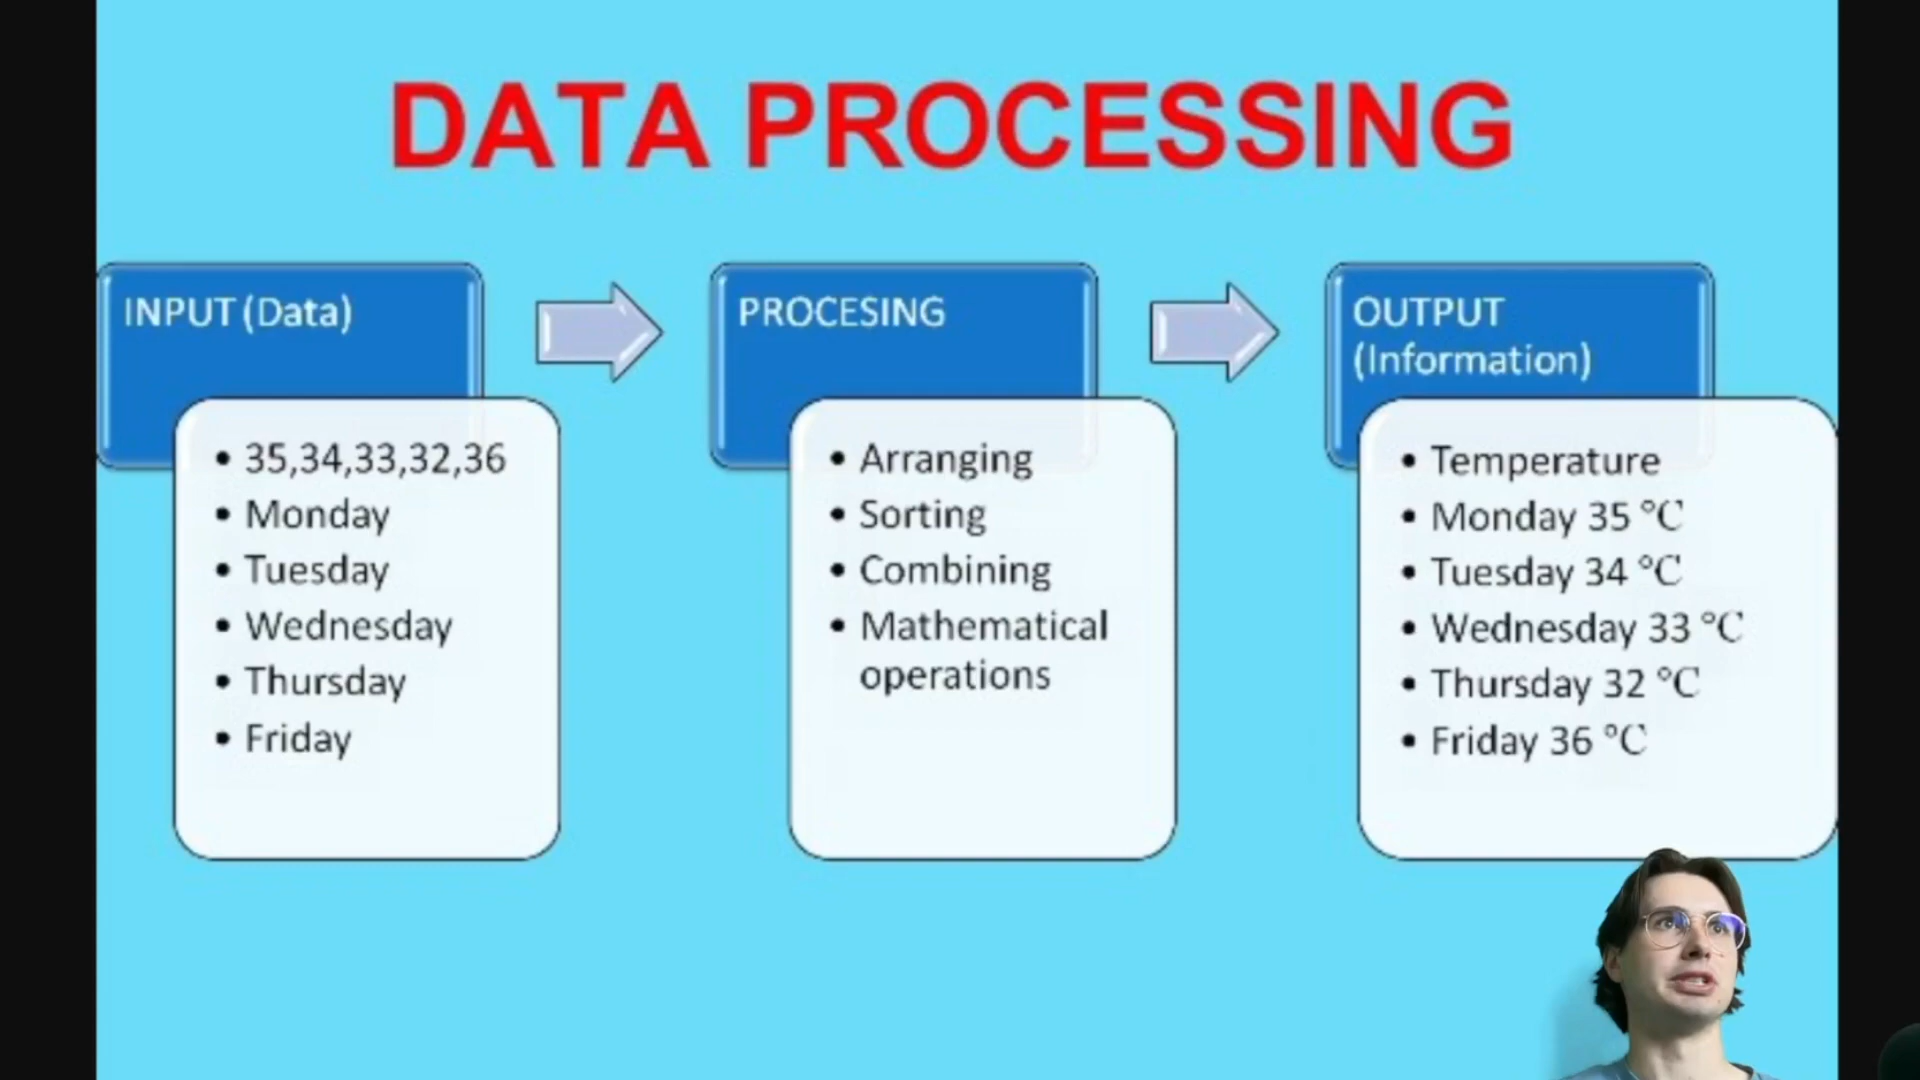 DATA PROCESSING
INPUT (Data)
• 35,34,33,32,36
• Monday
• Tuesday
• Wednesday
• Thursday
• Friday
PROCESING
• Arranging
• Sorting
• Combining
• Mathematical
operations
OUTPUT
(Information)
• Temperature
• Monday 35 °C
• Tuesday 34 °C
• Wednesday 33 °C
• Thursday 32 °C
• Friday 36 °C